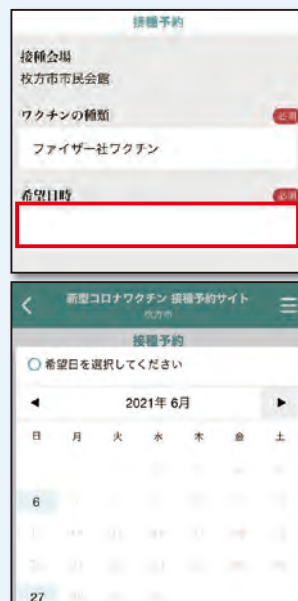 接種予約
接種会場
枚方市市民会館
ワクチンの種類
必須
ファイザー社ワクチン
希望日時
必須
新型コロナワクチン 接種予約サイト
枚方市
接種予約
希望日を選択してください
◀ 2021年 6月 ▶
日 月 火 水 木 金 土
6
27